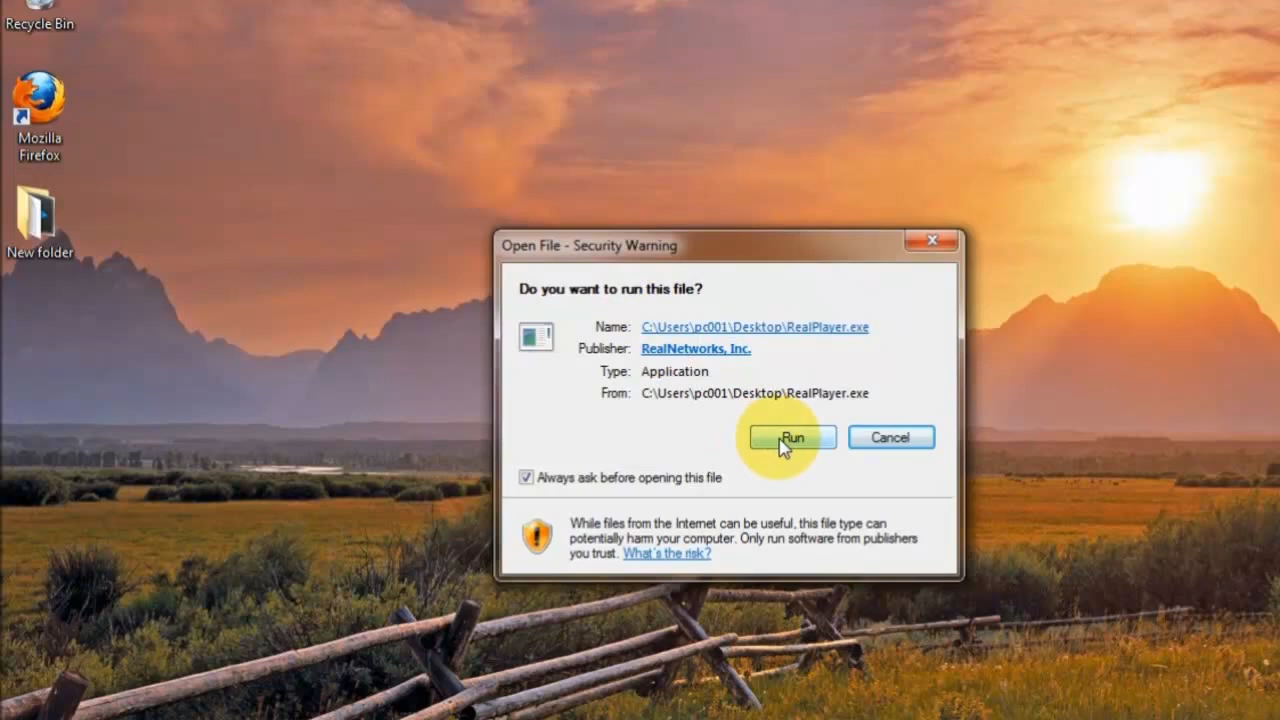 Recycle Bin
Mozilla
Firefox
New folder
Open File - Security Warning
Do you want to run this file?
Name: C:\Users\pc001\Desktop\RealPlayer.exe
Publisher: RealNetworks, Inc.
Type: Application
From: C:\Users\pc001\Desktop\RealPlayer.exe
Run Cancel
Always ask before opening this file
While files from the Internet can be useful, this file type can
potentially harm your computer. Only run software from publishers
you trust. What's the risk?